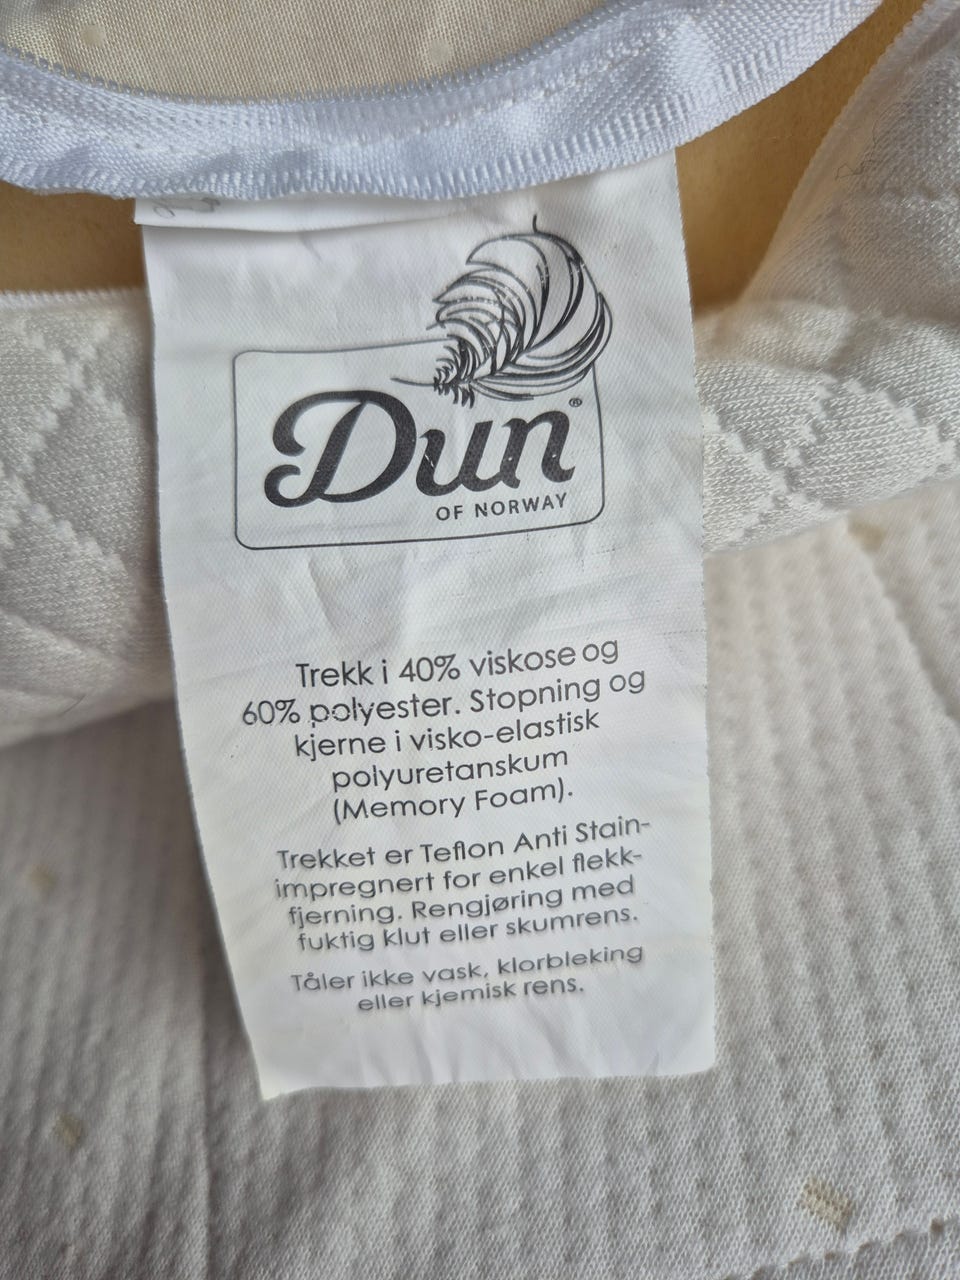 Dun®
OF NORWAY
Trekk i 40% viskose og
60% polyester. Stopning og
kjerne i visko-elastisk
polyuretanskum
(Memory Foam).
Trekket er Teflon Anti Stain-
impregnert for enkel flekk-
fjerning. Rengjøring med
fuktig klut eller skumrens.
Tåler ikke vask, klorbleking
eller kjemisk rens.